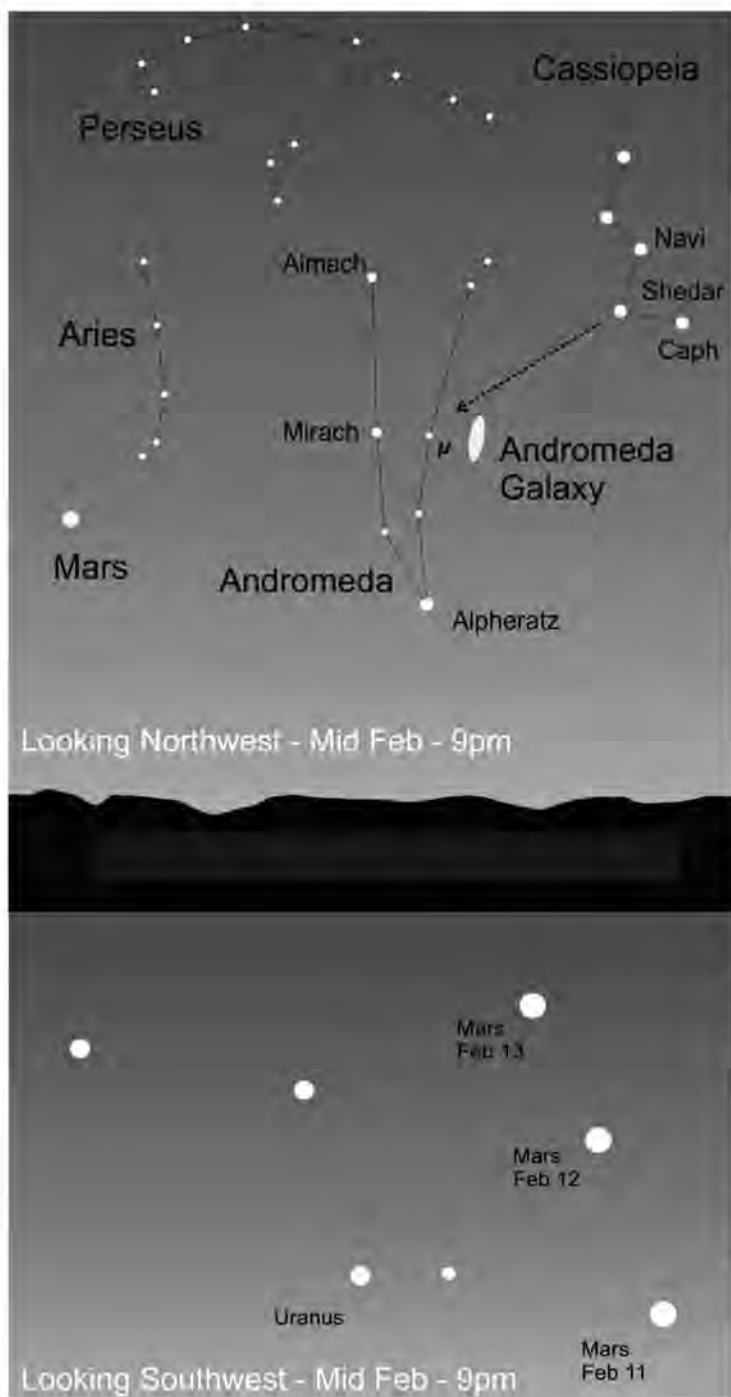 Cassiopeia
Perseus
Navi
Almach
Shedar
Aries
Caph
Mirach
μ
Andromeda
Galaxy
Mars
Andromeda
Alpheratz
Looking Northwest - Mid Feb - 9pm
Mars
Feb 13
Mars
Feb 12
Uranus
Mars
Feb 11
Looking Southwest - Mid Feb - 9pm